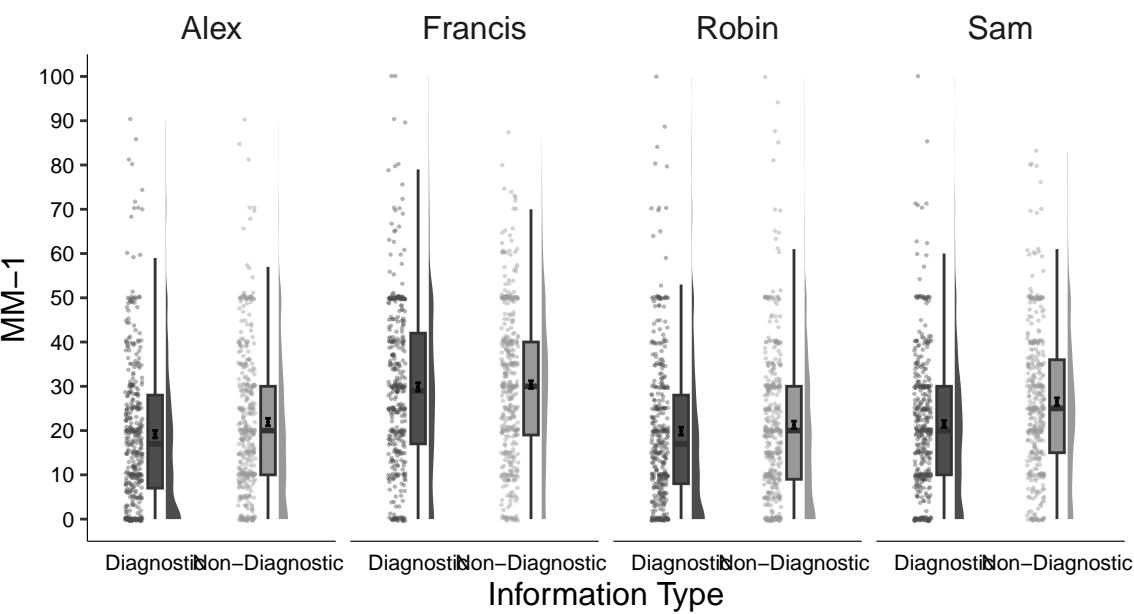 Alex Francis Robin Sam
100
90
80
70
60
50
40
30
20
10
0
MM−1
Diagnostic Non−Diagnostic Diagnostic Non−Diagnostic Diagnostic Non−Diagnostic Diagnostic Non−Diagnostic
Information Type